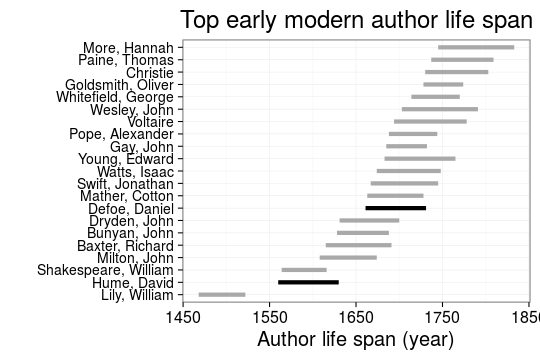 Top early modern author life span
More, Hannah
Paine, Thomas
Christie
Goldsmith, Oliver
Whitefield, George
Wesley, John
Voltaire
Pope, Alexander
Gay, John
Young, Edward
Watts, Isaac
Swift, Jonathan
Mather, Cotton
Defoe, Daniel
Dryden, John
Bunyan, John
Baxter, Richard
Milton, John
Shakespeare, William
Hume, David
Lily, William
1450 1550 1650 1750 1850
Author life span (year)